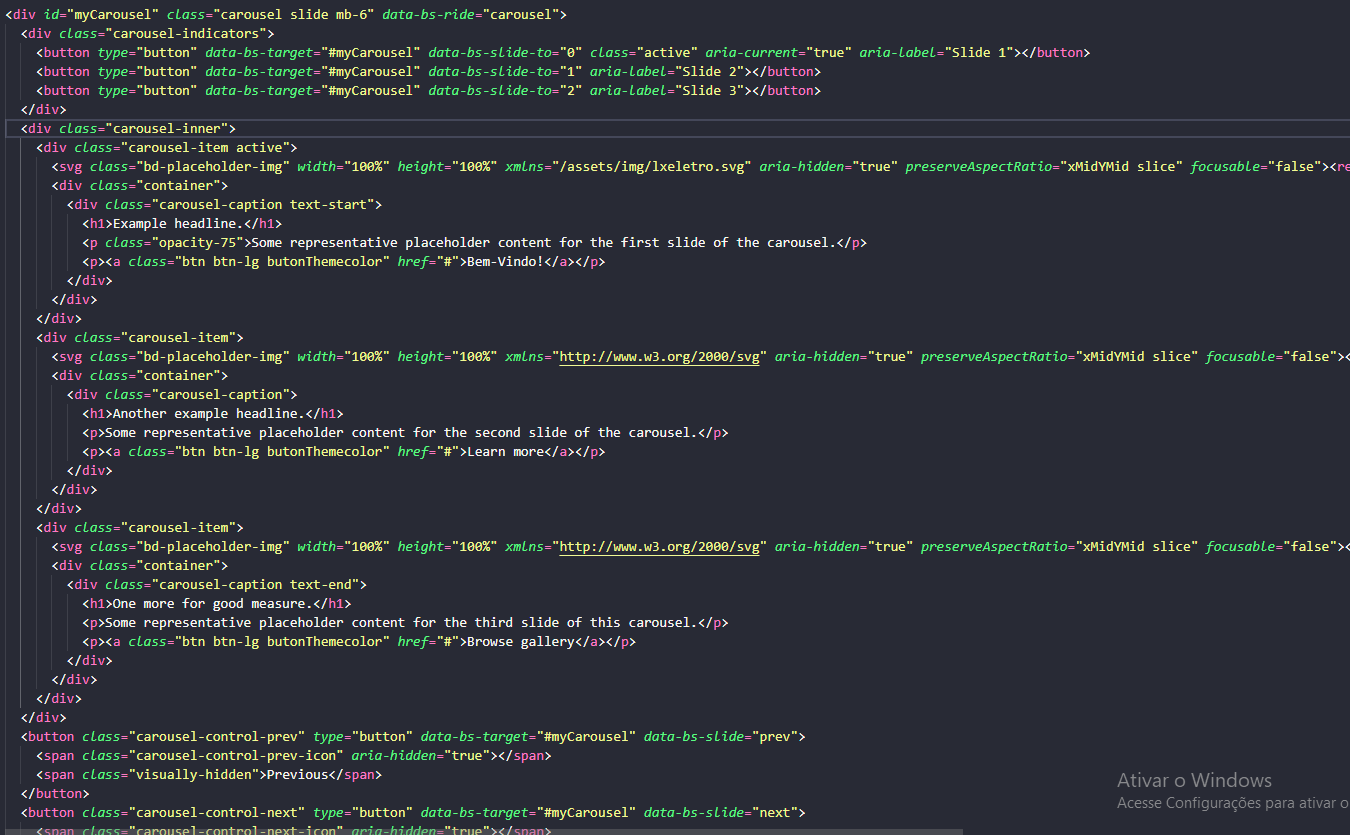 <div id="myCarousel" class="carousel slide mb-6" data-bs-ride="carousel">
<div class="carousel-indicators">
<button type="button" data-bs-target="#myCarousel" data-bs-slide-to="0" class="active" aria-current="true" aria-label="Slide 1"></button>
<button type="button" data-bs-target="#myCarousel" data-bs-slide-to="1" aria-label="Slide 2"></button>
<button type="button" data-bs-target="#myCarousel" data-bs-slide-to="2" aria-label="Slide 3"></button>
</div>
<div class="carousel-inner">
<div class="carousel-item active">
<svg class="bd-placeholder-img" width="100%" height="100%" xmlns="/assets/img/lxeletro.svg" aria-hidden="true" preserveAspectRatio="xMidYMid slice" focusable="false"><re
<div class="container">
<div class="carousel-caption text-start">
<h1>Example headline.</h1>
<p class="opacity-75">Some representative placeholder content for the first slide of the carousel.</p>
<p><a class="btn btn-lg butonThemecolor" href="#">Bem-Vindo!</a></p>
</div>
</div>
</div>
<div class="carousel-item">
<svg class="bd-placeholder-img" width="100%" height="100%" xmlns="http://www.w3.org/2000/svg" aria-hidden="true" preserveAspectRatio="xMidYMid slice" focusable="false"><
<div class="container">
<div class="carousel-caption">
<h1>Another example headline.</h1>
<p>Some representative placeholder content for the second slide of the carousel.</p>
<p><a class="btn btn-lg butonThemecolor" href="#">Learn more</a></p>
</div>
</div>
</div>
<div class="carousel-item">
<svg class="bd-placeholder-img" width="100%" height="100%" xmlns="http://www.w3.org/2000/svg" aria-hidden="true" preserveAspectRatio="xMidYMid slice" focusable="false"><
<div class="container">
<div class="carousel-caption text-end">
<h1>One more for good measure.</h1>
<p>Some representative placeholder content for the third slide of this carousel.</p>
<p><a class="btn btn-lg butonThemecolor" href="#">Browse gallery</a></p>
</div>
</div>
</div>
</div>
<button class="carousel-control-prev" type="button" data-bs-target="#myCarousel" data-bs-slide="prev">
<span class="carousel-control-prev-icon" aria-hidden="true"></span>
<span class="visually-hidden">Previous</span>
</button>
<button class="carousel-control-next" type="button" data-bs-target="#myCarousel" data-bs-slide="next">
<span class="carousel-control-next-icon" aria-hidden="true"></span>
Ativar o Windows
Acesse Configurações para ativar o